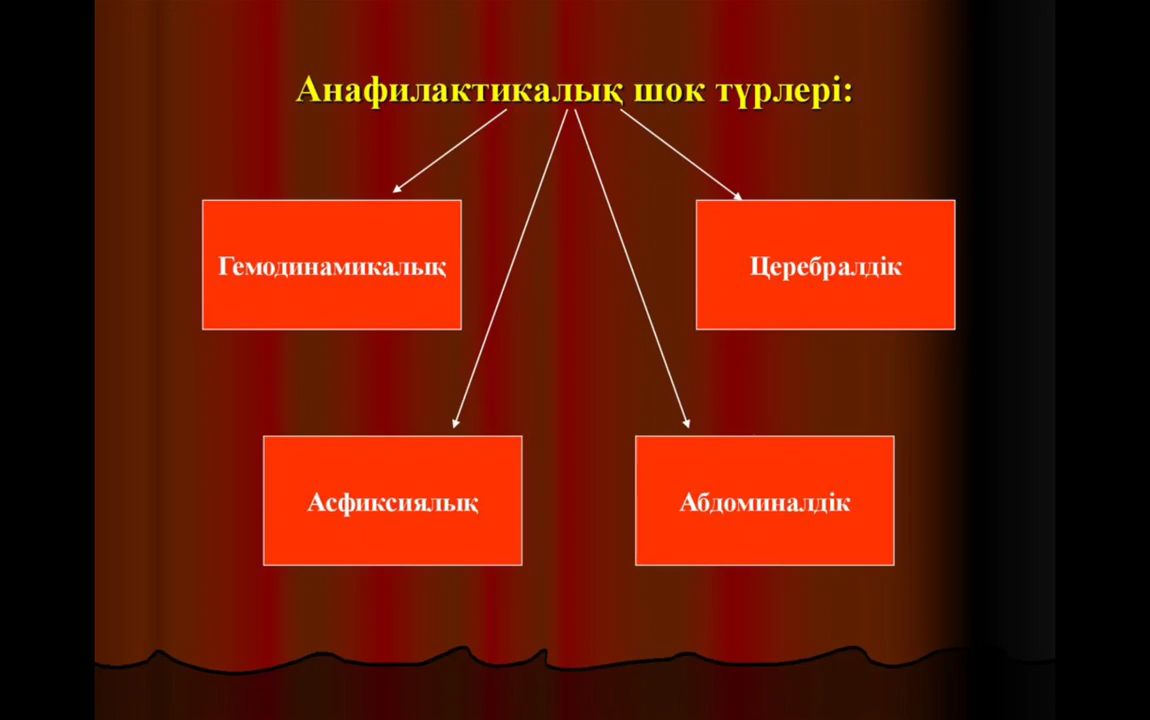 Анафилактикалық шок түрлері:
Гемодинамикалық
Церебралдік
Асфиксиялық
Абдоминалдік